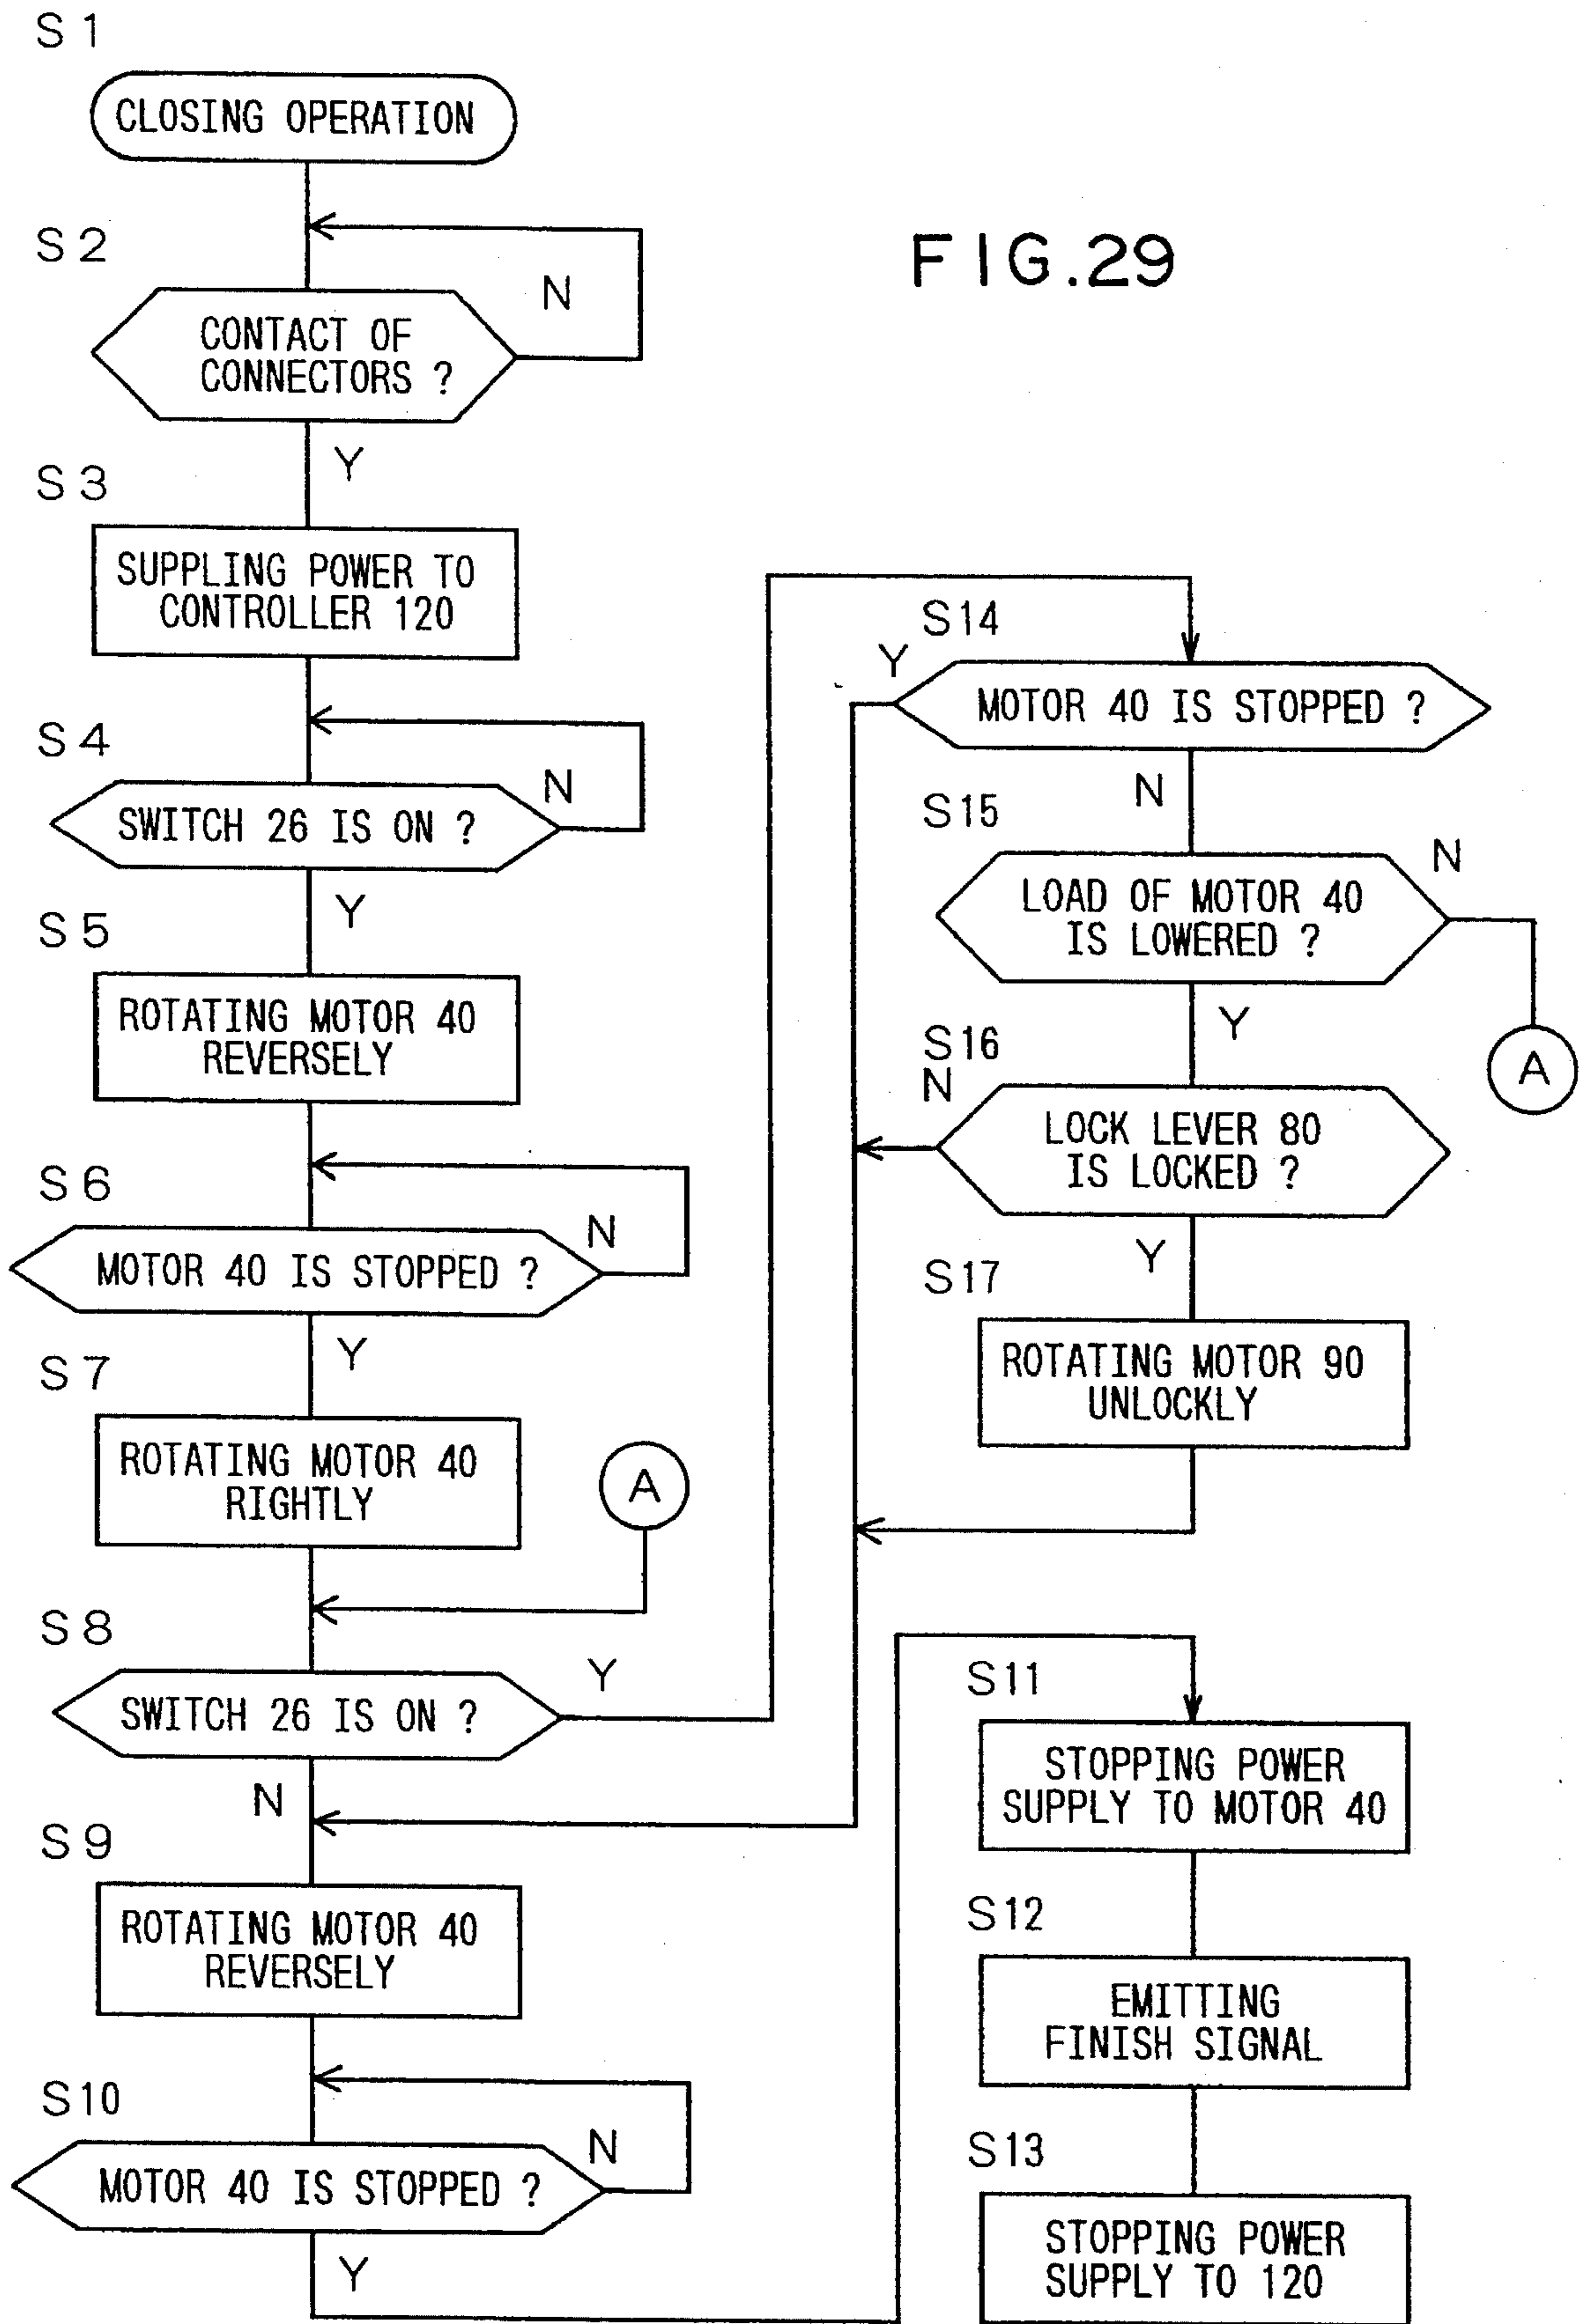 S1
CLOSING OPERATION
FIG.29
S2
CONTACT OF
CONNECTORS ?
N
Y
S3
SUPPLING POWER TO
CONTROLLER 120
S4
SWITCH 26 IS ON ?
N
Y
S5
ROTATING MOTOR 40
REVERSELY
S6
MOTOR 40 IS STOPPED ?
N
Y
S7
ROTATING MOTOR 40
RIGHTLY
A
S8
SWITCH 26 IS ON ?
Y
N
S9
ROTATING MOTOR 40
REVERSELY
S10
MOTOR 40 IS STOPPED ?
N
Y
S14
Y
MOTOR 40 IS STOPPED ?
N
S15
LOAD OF MOTOR 40
IS LOWERED ?
N
A
Y
S16
N
LOCK LEVER 80
IS LOCKED ?
Y
S17
ROTATING MOTOR 90
UNLOCKLY
S11
STOPPING POWER
SUPPLY TO MOTOR 40
S12
EMITTING
FINISH SIGNAL
S13
STOPPING POWER
SUPPLY TO 120